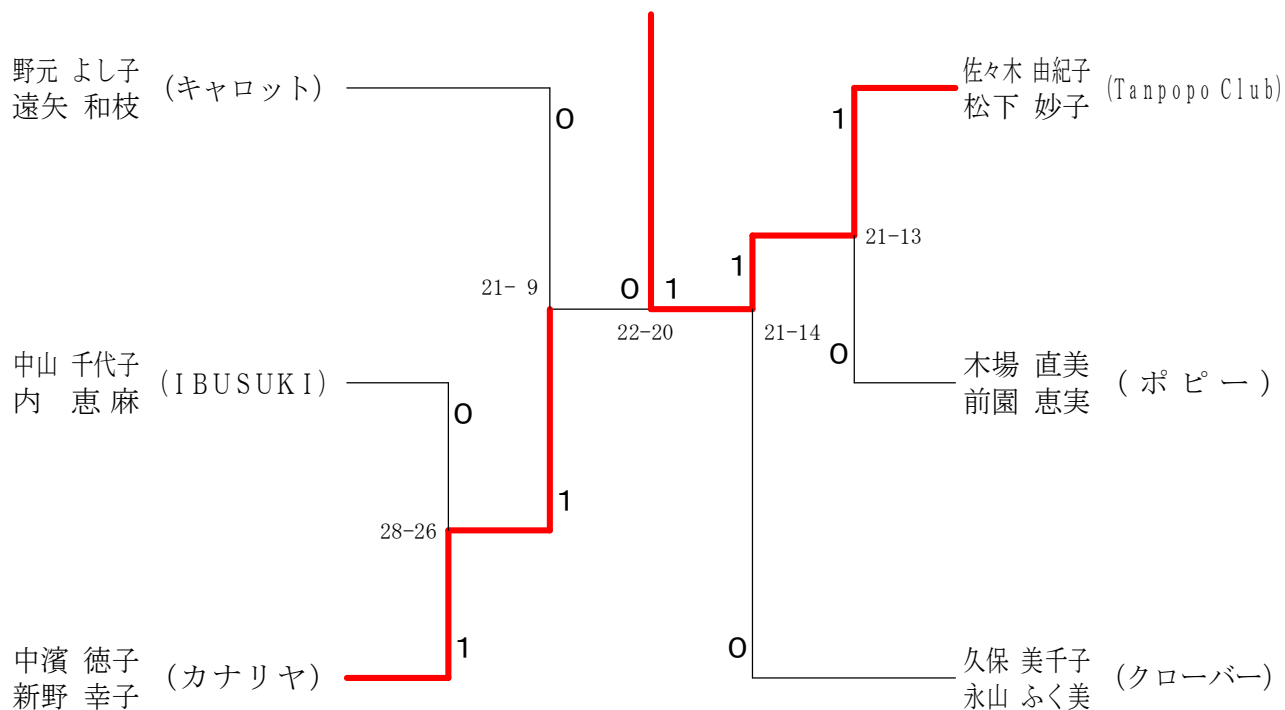 野元 よし子
遠矢 和枝
(キャロット)
0
21- 9
中山 千代子
内 恵麻
(IBUSUKI)
0
28-26
1
1
中濱 徳子
新野 幸子
(カナリヤ)
0
1
22-20
佐々木 由紀子
松下 妙子
(Tanpopo Club)
1
21-13
1
21-14
0
木場 直美
前園 恵実
(ポピー)
0
久保 美千子
永山 ふく美
(クローバー)